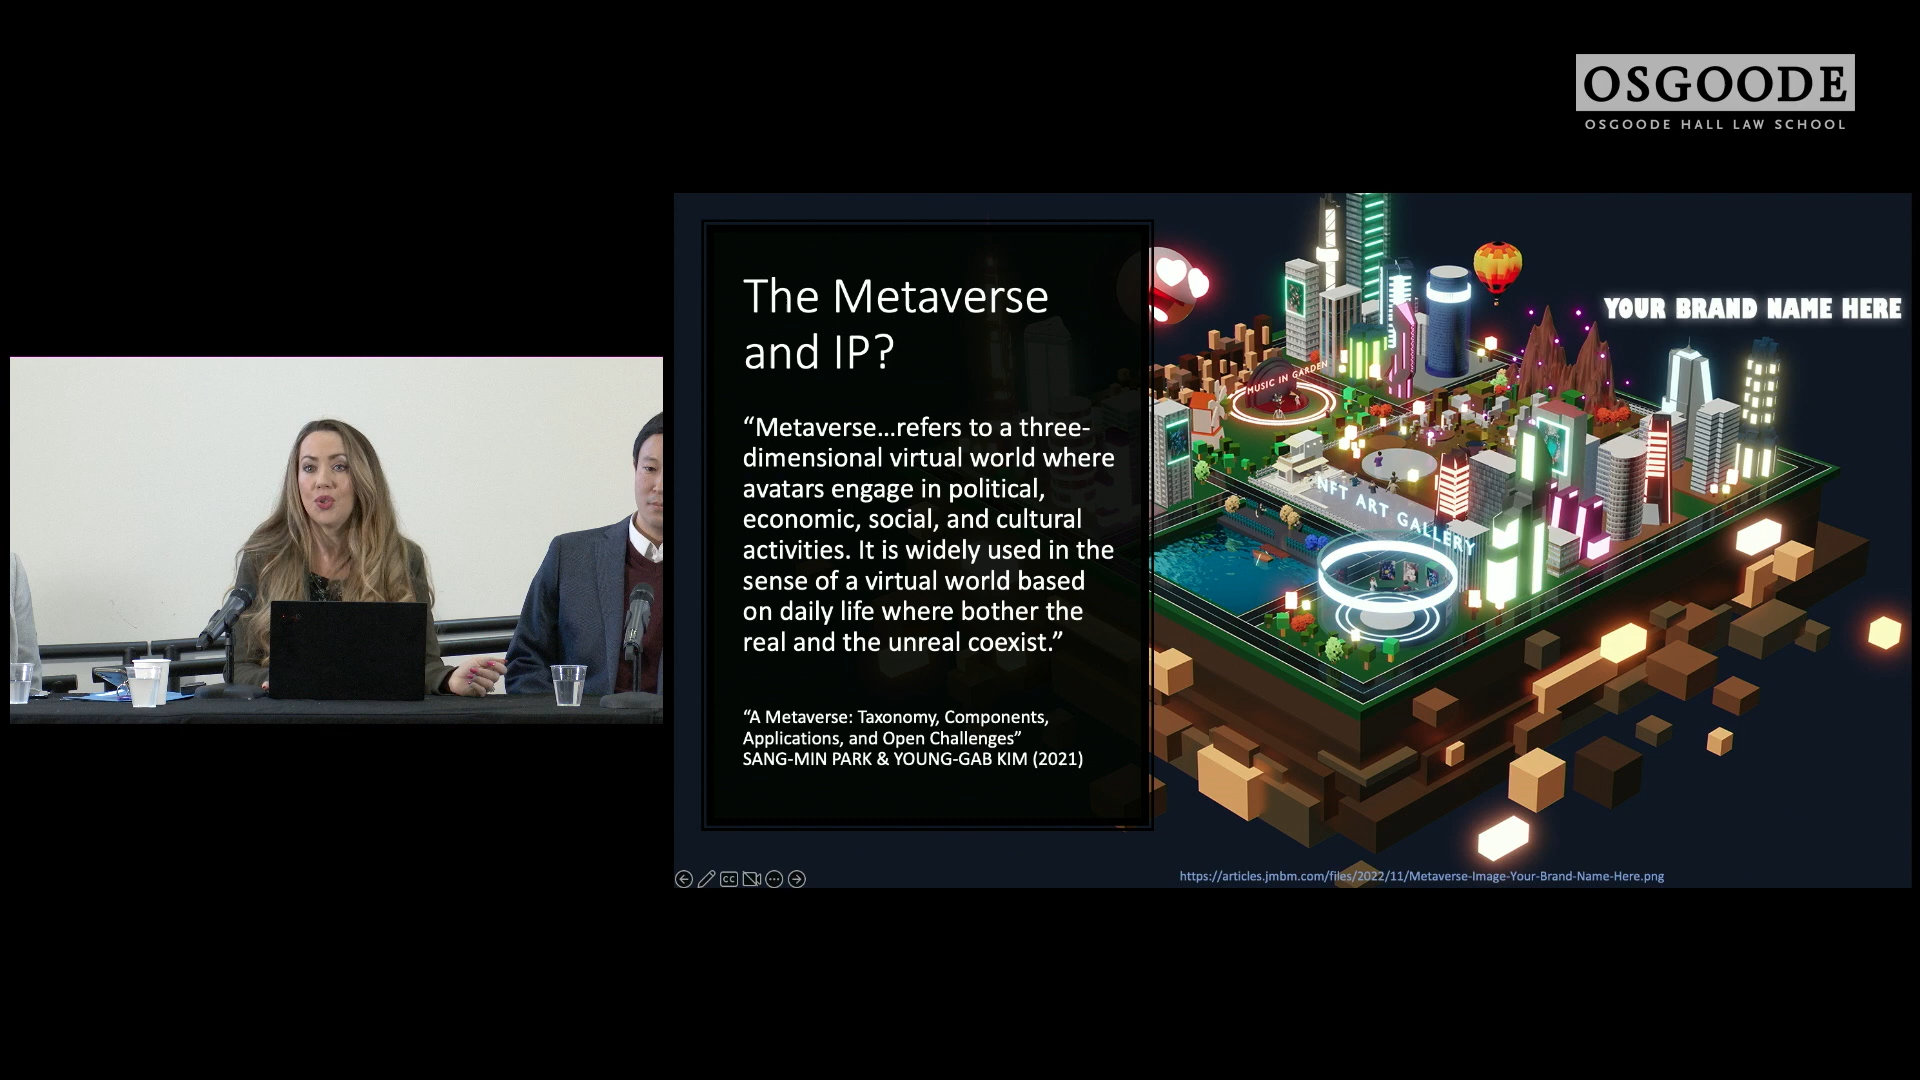 OSGOODE
OSGOODE HALL LAW SCHOOL
The Metaverse
and IP?
“Metaverse...refers to a three-
dimensional virtual world where
avatars engage in political,
economic, social, and cultural
activities. It is widely used in the
sense of a virtual world based
on daily life where bother the
real and the unreal coexist.”
“A Metaverse: Taxonomy, Components,
Applications, and Open Challenges”
SANG-MIN PARK & YOUNG-GAB KIM (2021)
YOUR BRAND NAME HERE
MUSIC IN GARDEN
NFT ART GALLERY
CC
https://articles.jmbm.com/files/2022/11/Metaverse-Image-Your-Brand-Name-Here.png